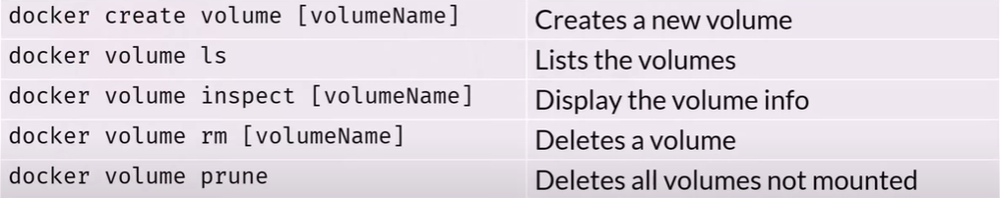 docker create volume [volumeName] Creates a new volume
docker volume ls Lists the volumes
docker volume inspect [volumeName] Display the volume info
docker volume rm [volumeName] Deletes a volume
docker volume prune Deletes all volumes not mounted